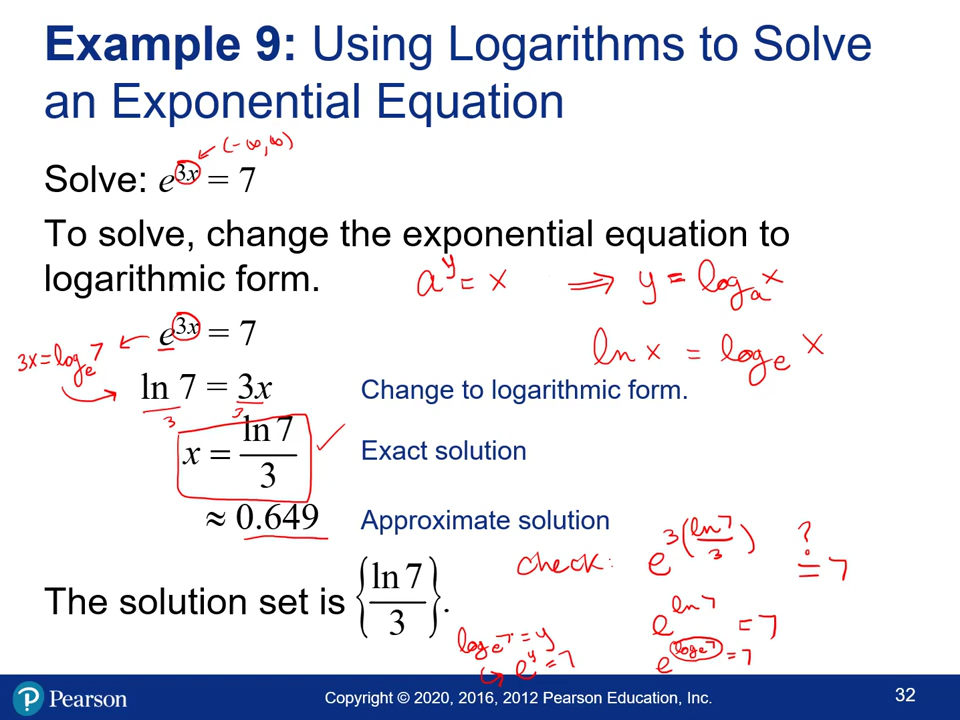 Example 9: Using Logarithms to Solve
an Exponential Equation
(-∞,∞)
Solve: e^{3x} = 7
To solve, change the exponential equation to
logarithmic form.
a^y = x ⟹ y = log_a x
e^{3x} = 7
3x = log_e 7
ln x = log_e x
ln 7 = 3x Change to logarithmic form.
3 3
x = ln 7 / 3 ✓ Exact solution
≈ 0.649 Approximate solution
check: e^{3(ln 7 / 3)} ≟ 7
The solution set is {ln 7 / 3}.
e^{ln 7} = 7
log_e 7 = y
e^{log_e 7} = 7
↪ e^y = 7
Pearson
Copyright © 2020, 2016, 2012 Pearson Education, Inc.
32